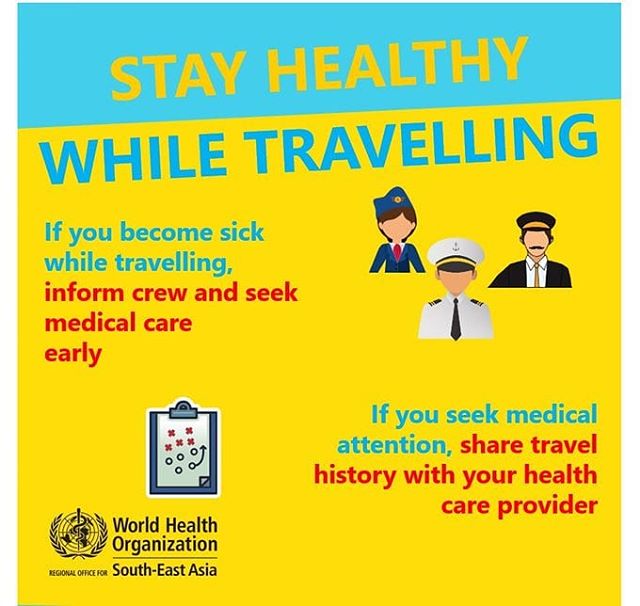 STAY HEALTHY
WHILE TRAVELLING
If you become sick
while travelling,
inform crew and seek
medical care
early
If you seek medical
attention, share travel
history with your health
care provider
World Health
Organization
REGIONAL OFFICE FOR South-East Asia